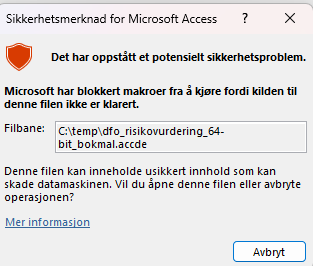 Sikkerhetsmerknad for Microsoft Access ? ×
Det har oppstått et potensielt sikkerhetsproblem.
Microsoft har blokkert makroer fra å kjøre fordi kilden til
denne filen ikke er klarert.
Filbane: C:\temp\dfo_risikovurdering_64-
bit_bokmal.accde
Denne filen kan inneholde usikkert innhold som kan
skade datamaskinen. Vil du åpne denne filen eller avbryte
operasjonen?
Mer informasjon
Avbryt